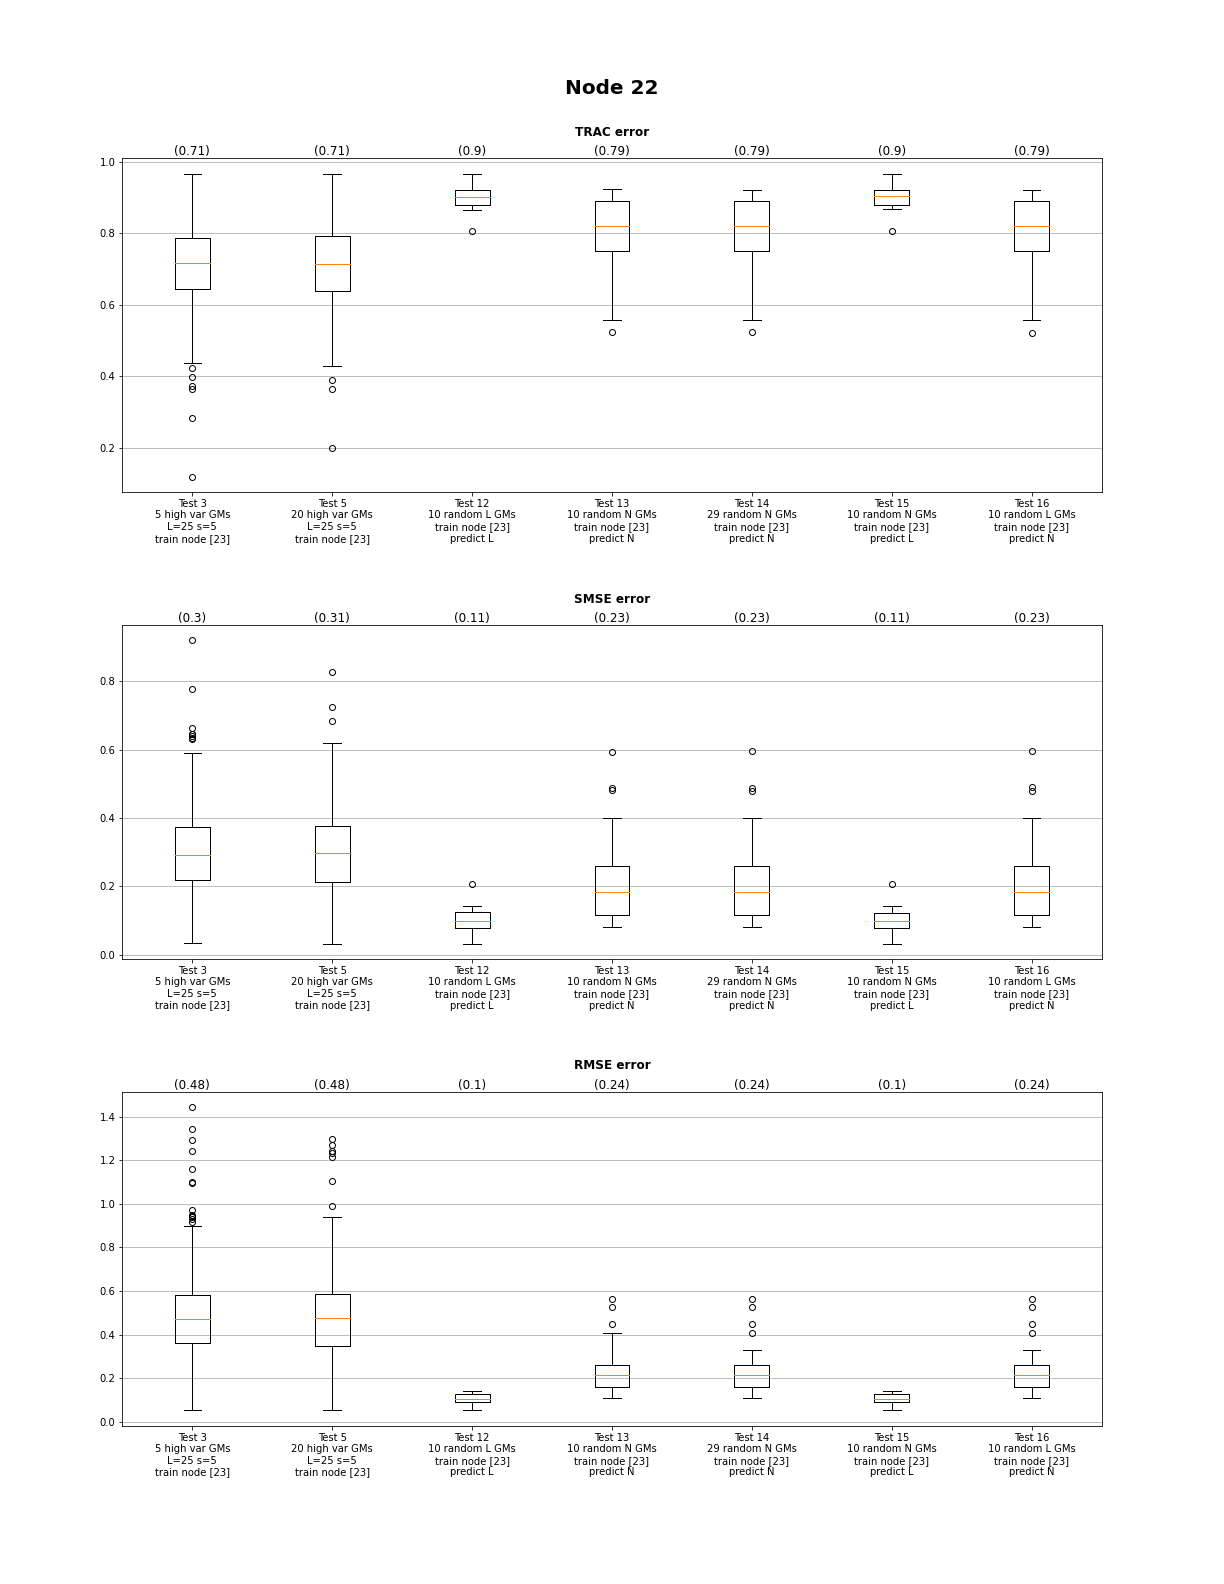 Node 22
TRAC error
(0.71) (0.71) (0.9) (0.79) (0.79) (0.9) (0.79)
1.0
0.8
0.6
0.4
0.2
Test 3 Test 5 Test 12 Test 13 Test 14 Test 15 Test 16
5 high var GMs 20 high var GMs 10 random L GMs 10 random N GMs 29 random N GMs 10 random N GMs 10 random L GMs
L=25 s=5 L=25 s=5 train node [23] train node [23] train node [23] train node [23] train node [23]
train node [23] train node [23] predict L predict N predict N predict L predict N
SMSE error
(0.3) (0.31) (0.11) (0.23) (0.23) (0.11) (0.23)
0.8
0.6
0.4
0.2
0.0
Test 3 Test 5 Test 12 Test 13 Test 14 Test 15 Test 16
5 high var GMs 20 high var GMs 10 random L GMs 10 random N GMs 29 random N GMs 10 random N GMs 10 random L GMs
L=25 s=5 L=25 s=5 train node [23] train node [23] train node [23] train node [23] train node [23]
train node [23] train node [23] predict L predict N predict N predict L predict N
RMSE error
(0.48) (0.48) (0.1) (0.24) (0.24) (0.1) (0.24)
1.4
1.2
1.0
0.8
0.6
0.4
0.2
0.0
Test 3 Test 5 Test 12 Test 13 Test 14 Test 15 Test 16
5 high var GMs 20 high var GMs 10 random L GMs 10 random N GMs 29 random N GMs 10 random N GMs 10 random L GMs
L=25 s=5 L=25 s=5 train node [23] train node [23] train node [23] train node [23] train node [23]
train node [23] train node [23] predict L predict N predict N predict L predict N